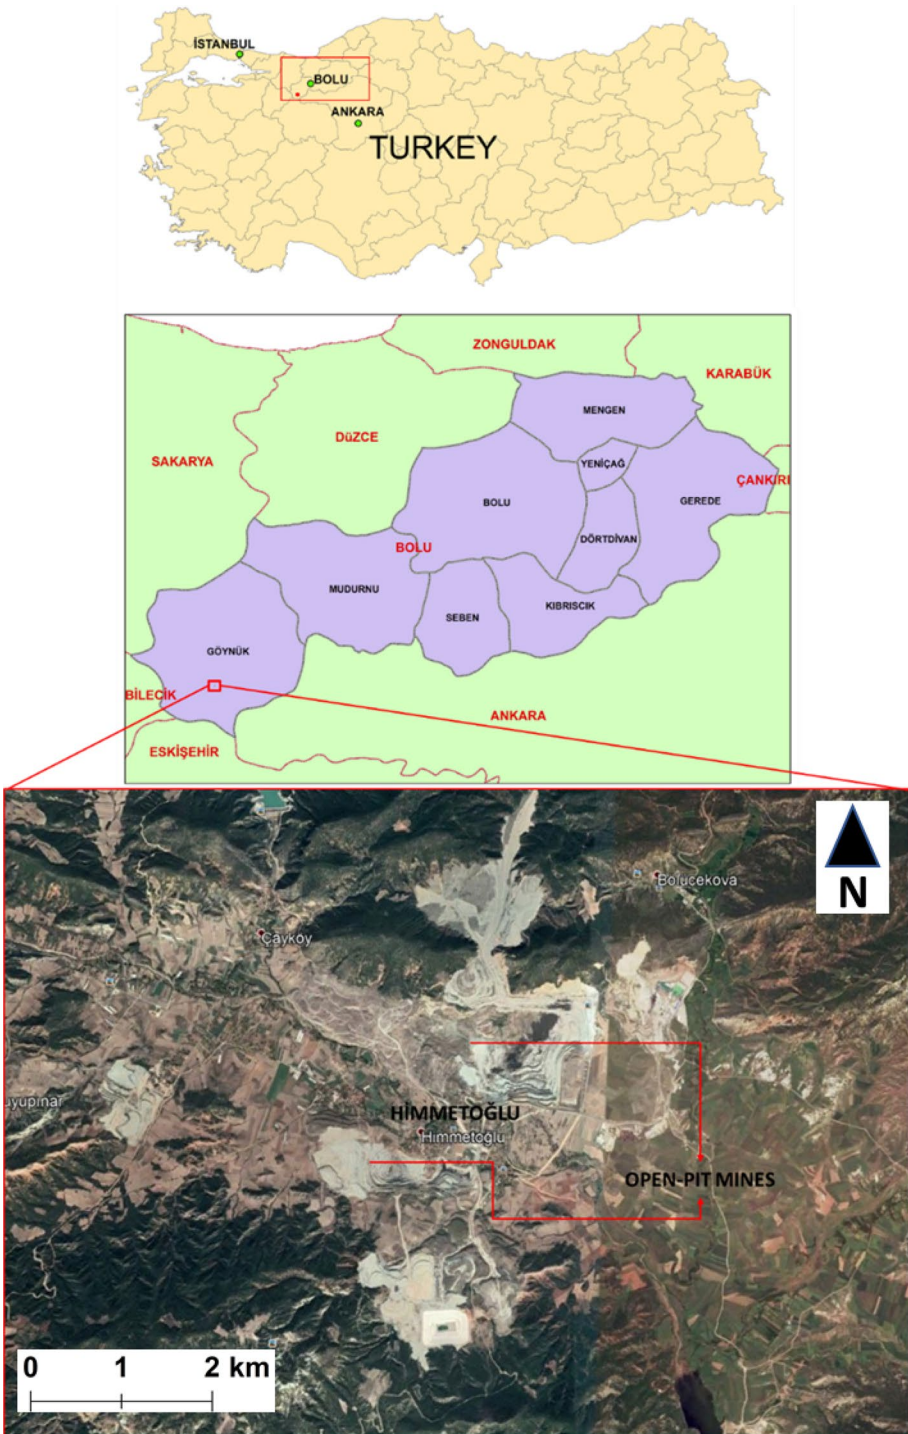 İSTANBUL
BOLU
ANKARA
TURKEY
ZONGULDAK
KARABÜK
MENGEN
DüZCE
SAKARYA
YENİÇAĞ
ÇANKIRI
GEREDE
BOLU
DÖRTDİVAN
BOLU
MUDURNU
KIBRISCIK
SEBEN
GÖYNÜK
BİLECİK
ANKARA
ESKİŞEHİR
N
Bolucekova
Çayköy
uyupınar
HİMMETOĞLU
Himmetoğlu
OPEN-PIT MINES
0 1 2 km